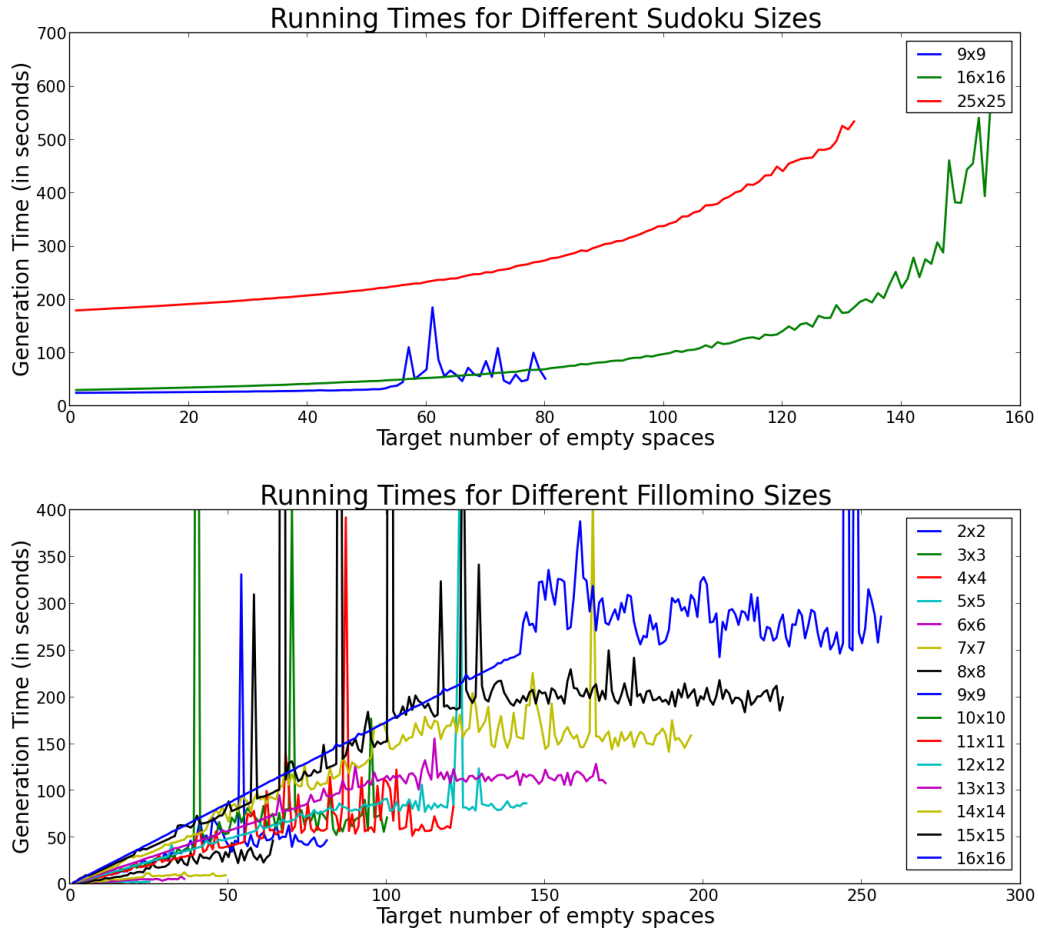 Running Times for Different Sudoku Sizes
700
600
500
400
300
200
100
0
Generation Time (in seconds)
9x9
16x16
25x25
0 20 40 60 80 100 120 140 160
Target number of empty spaces
Running Times for Different Fillomino Sizes
400
350
300
250
200
150
100
50
0
Generation Time (in seconds)
2x2
3x3
4x4
5x5
6x6
7x7
8x8
9x9
10x10
11x11
12x12
13x13
14x14
15x15
16x16
0 50 100 150 200 250 300
Target number of empty spaces